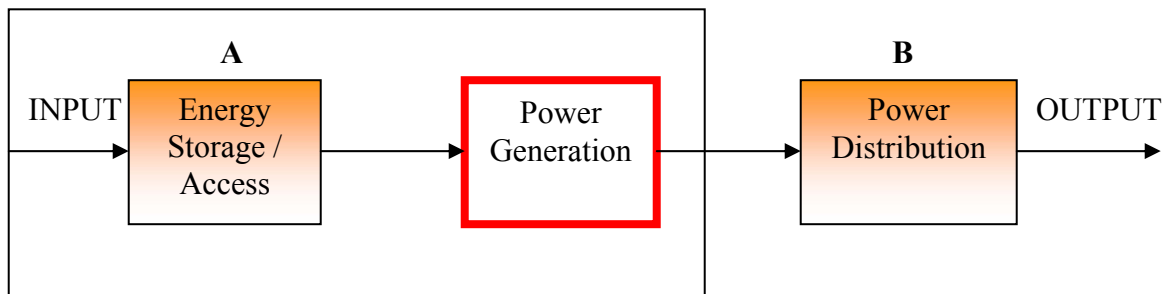 A
B
INPUT
Energy
Storage /
Access
Power
Generation
Power
Distribution
OUTPUT